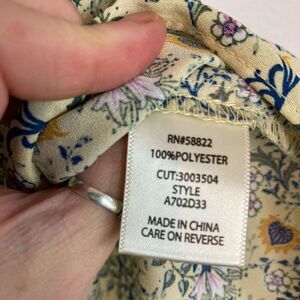 RN#58822
100%POLYESTER
CUT:3003504
STYLE
A702D33
MADE IN CHINA
CARE ON REVERSE